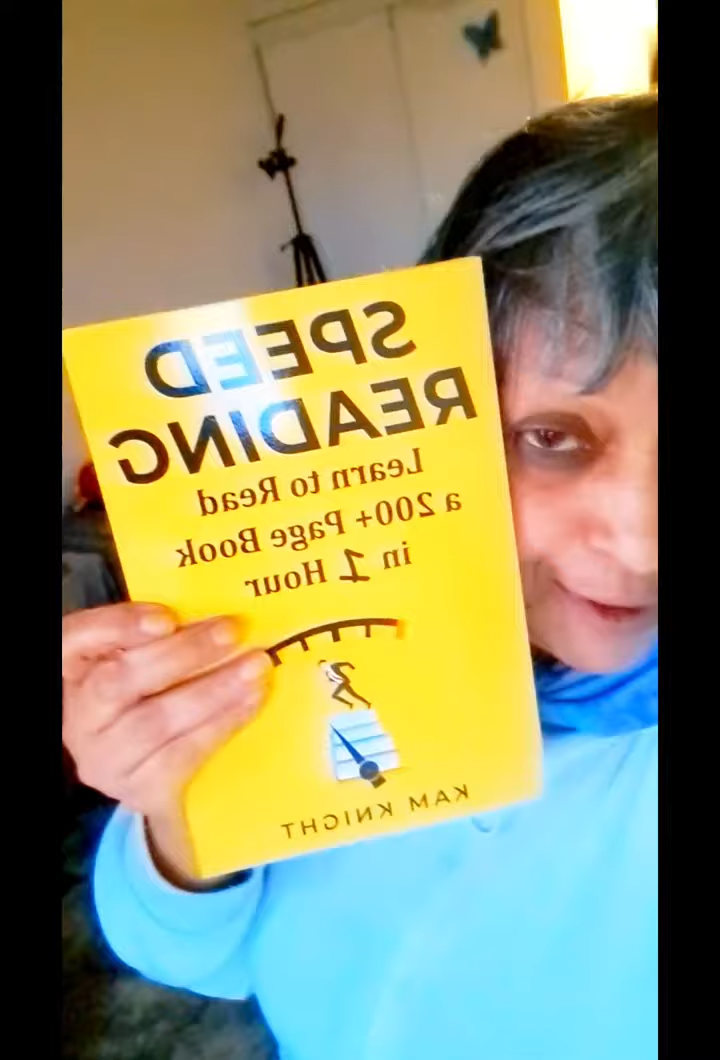 SPEED
READING
Learn to Read
a 200+ Page Book
in 1 Hour
KAM KNIGHT